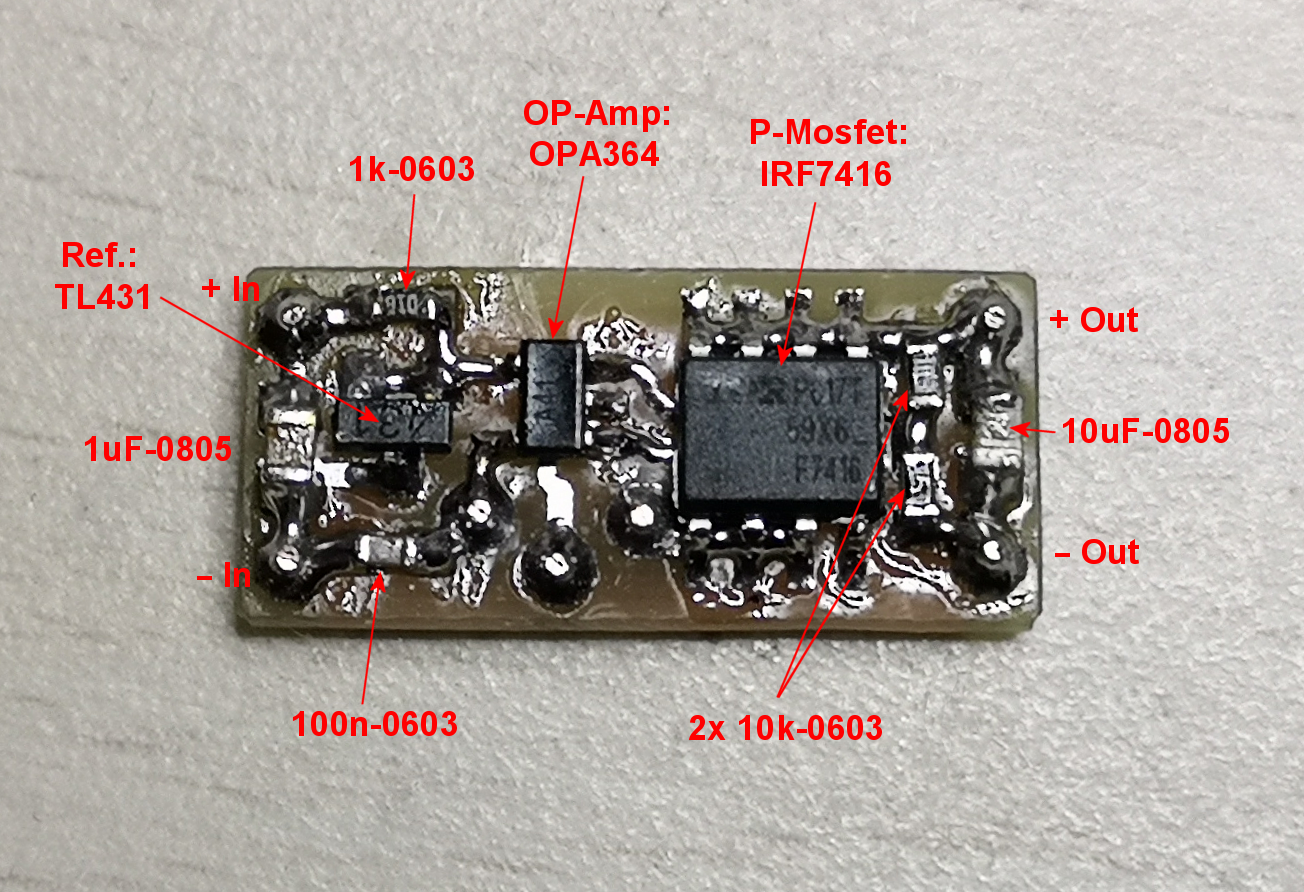 OP-Amp:
OPA364
P-Mosfet:
IRF7416
1k-0603
Ref.:
TL431
+ In
+ Out
1uF-0805
10uF-0805
F7416
– In
– Out
100n-0603
2x 10k-0603